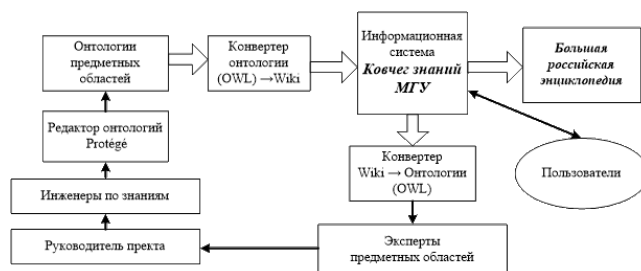 Онтологии
предметных
областей
Конвертер
онтологии
(OWL) →Wiki
Информационная
система
Ковчег знаний
МГУ
Большая
российская
энциклопедия
Редактор онтологий
Protégé
Конвертер
Wiki → Онтологии
(OWL)
Пользователи
Инженеры по знаниям
Руководитель пректа
Эксперты
предметных областей